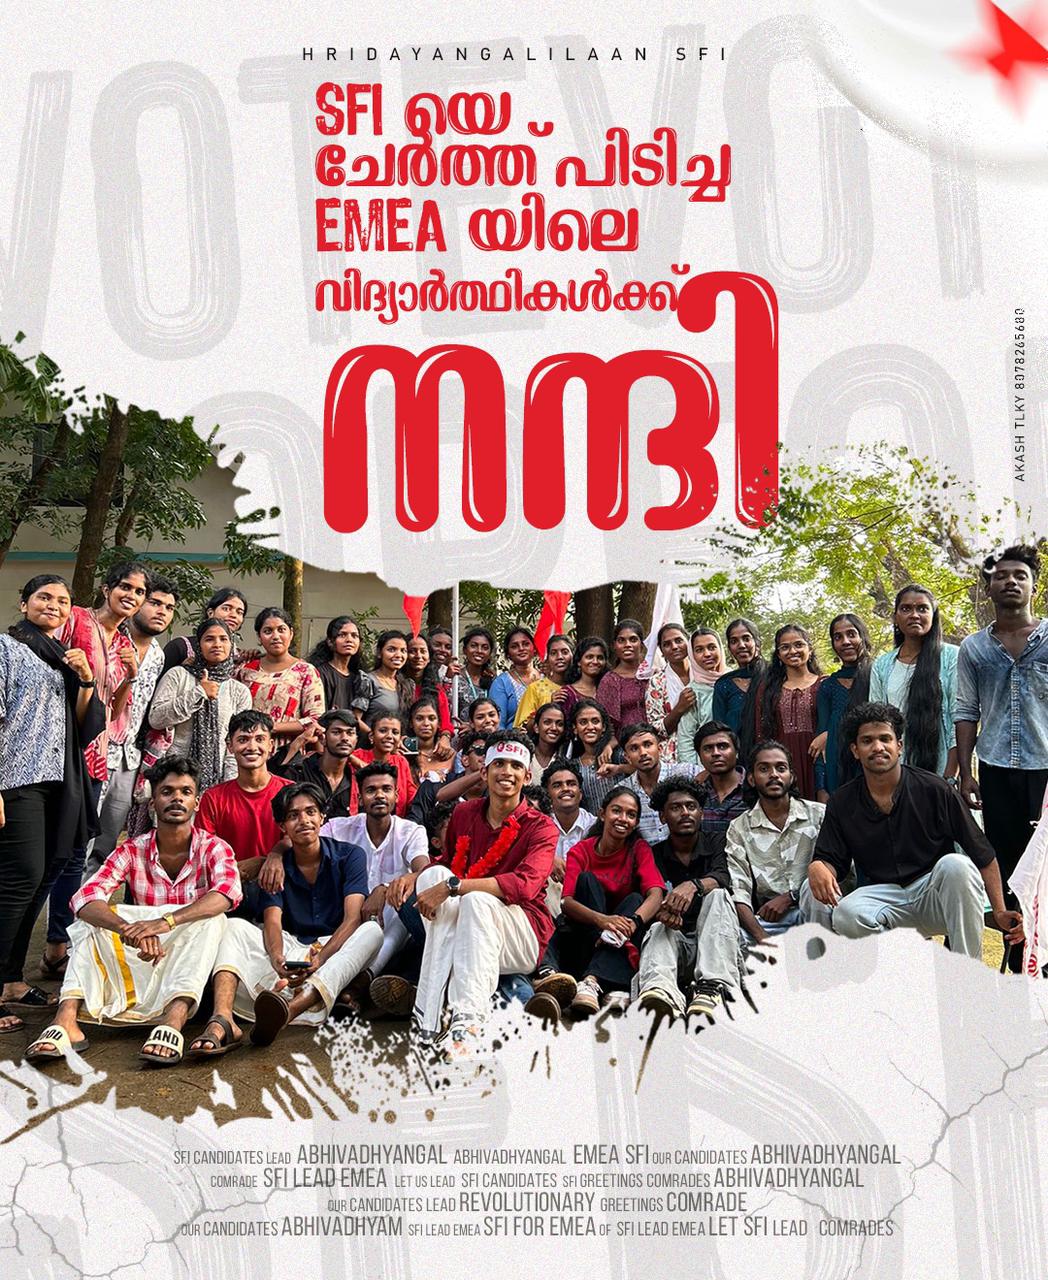 HRIDAYANGALILAAN SFI
SFI യെ
ചേർത്ത് പിടിച്ച
EMEA യിലെ
വിദ്യാർത്ഥികൾക്ക്
നന്ദി
AKASH TLKY 8078265680
SFI
AND
SFI CANDIDATES LEAD ABHIVADHYANGAL ABHIVADHYANGAL EMEA SFI OUR CANDIDATES ABHIVADHYANGAL
COMRADE SFI LEAD EMEA LET US LEAD SFI CANDIDATES SFI GREETINGS COMRADES ABHIVADHYANGAL
OUR CANDIDATES LEAD REVOLUTIONARY GREETINGS COMRADE
OUR CANDIDATES ABHIVADHYAM SFI LEAD EMEA SFI FOR EMEA OF SFI LEAD EMEA LET SFI LEAD COMRADES